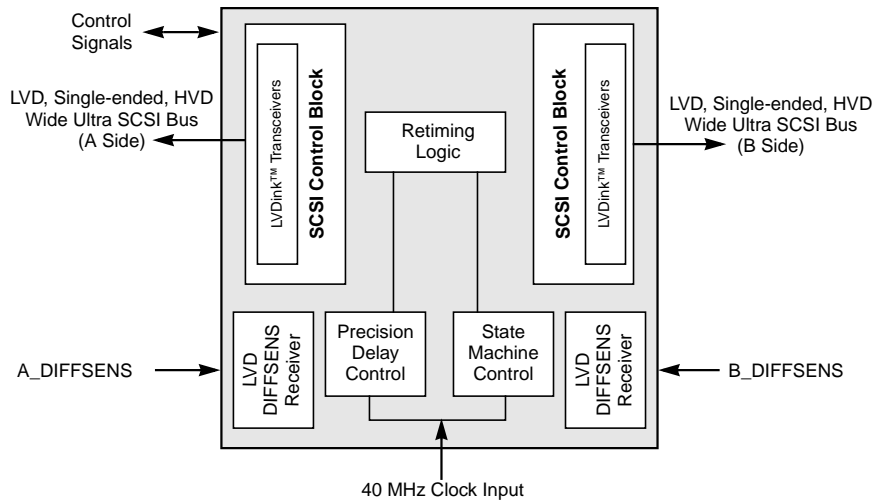 Control
Signals
LVD, Single-ended, HVD
Wide Ultra SCSI Bus
(A Side)
LVDink™ Transceivers
SCSI Control Block
Retiming
Logic
SCSI Control Block
LVDink™ Transceivers
LVD, Single-ended, HVD
Wide Ultra SCSI Bus
(B Side)
A_DIFFSENS
LVD
DIFFSENS
Receiver
Precision
Delay
Control
State
Machine
Control
LVD
DIFFSENS
Receiver
B_DIFFSENS
40 MHz Clock Input